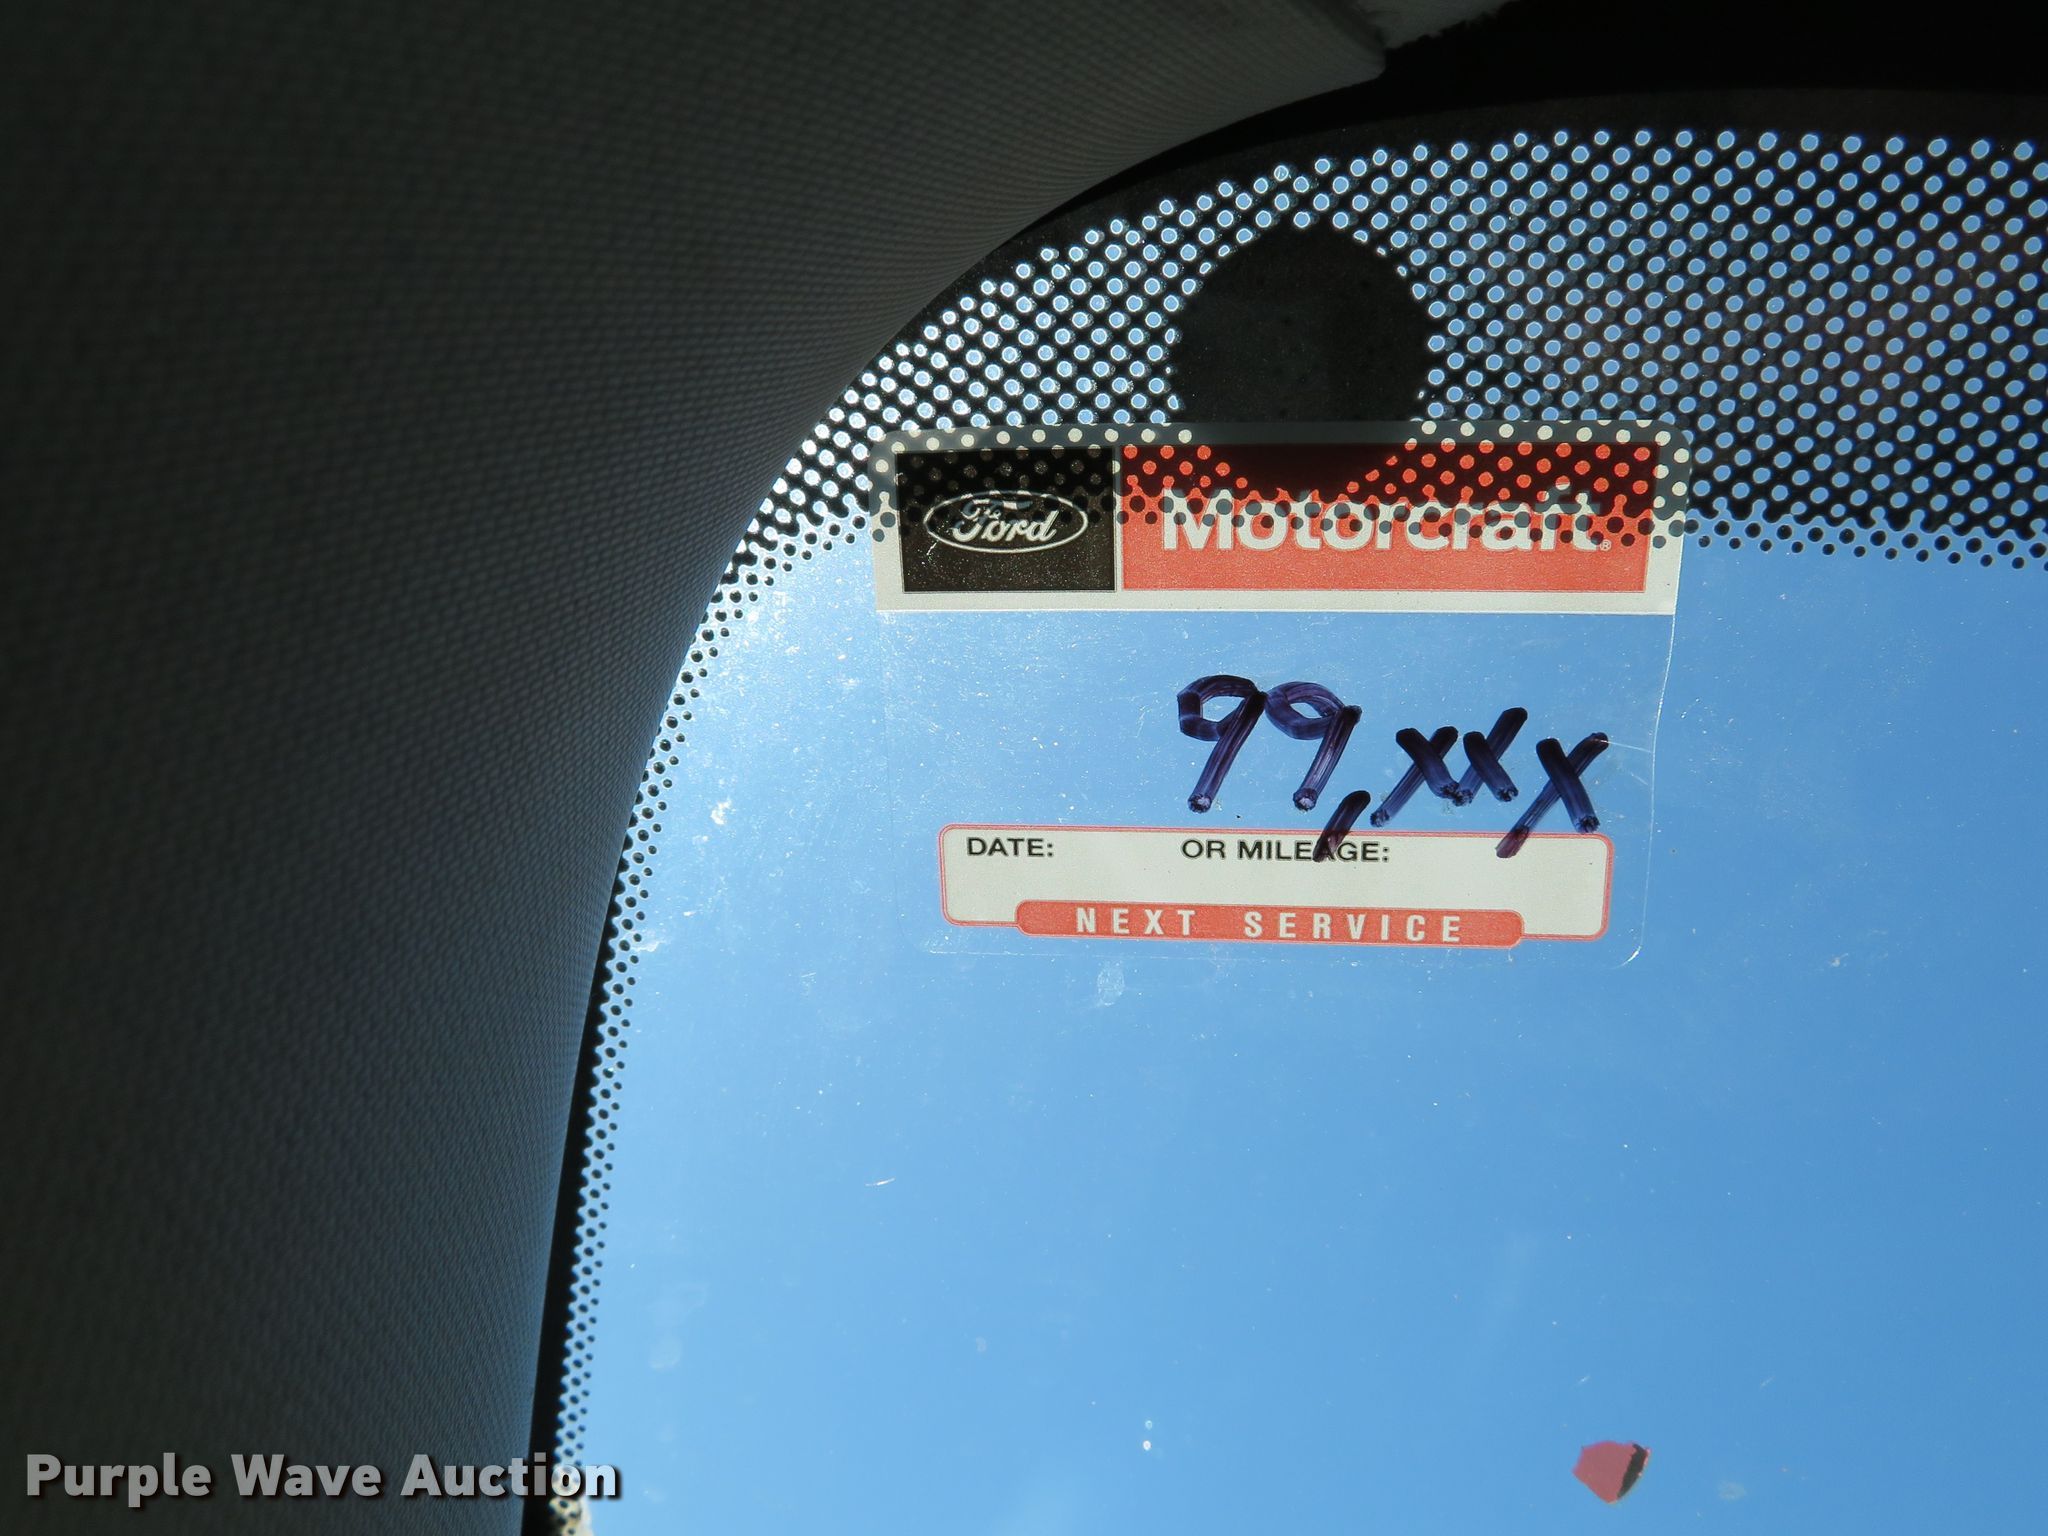 Ford Motorcraft®
99,xxx
DATE: OR MILEAGE:
NEXT SERVICE
Purple Wave Auction